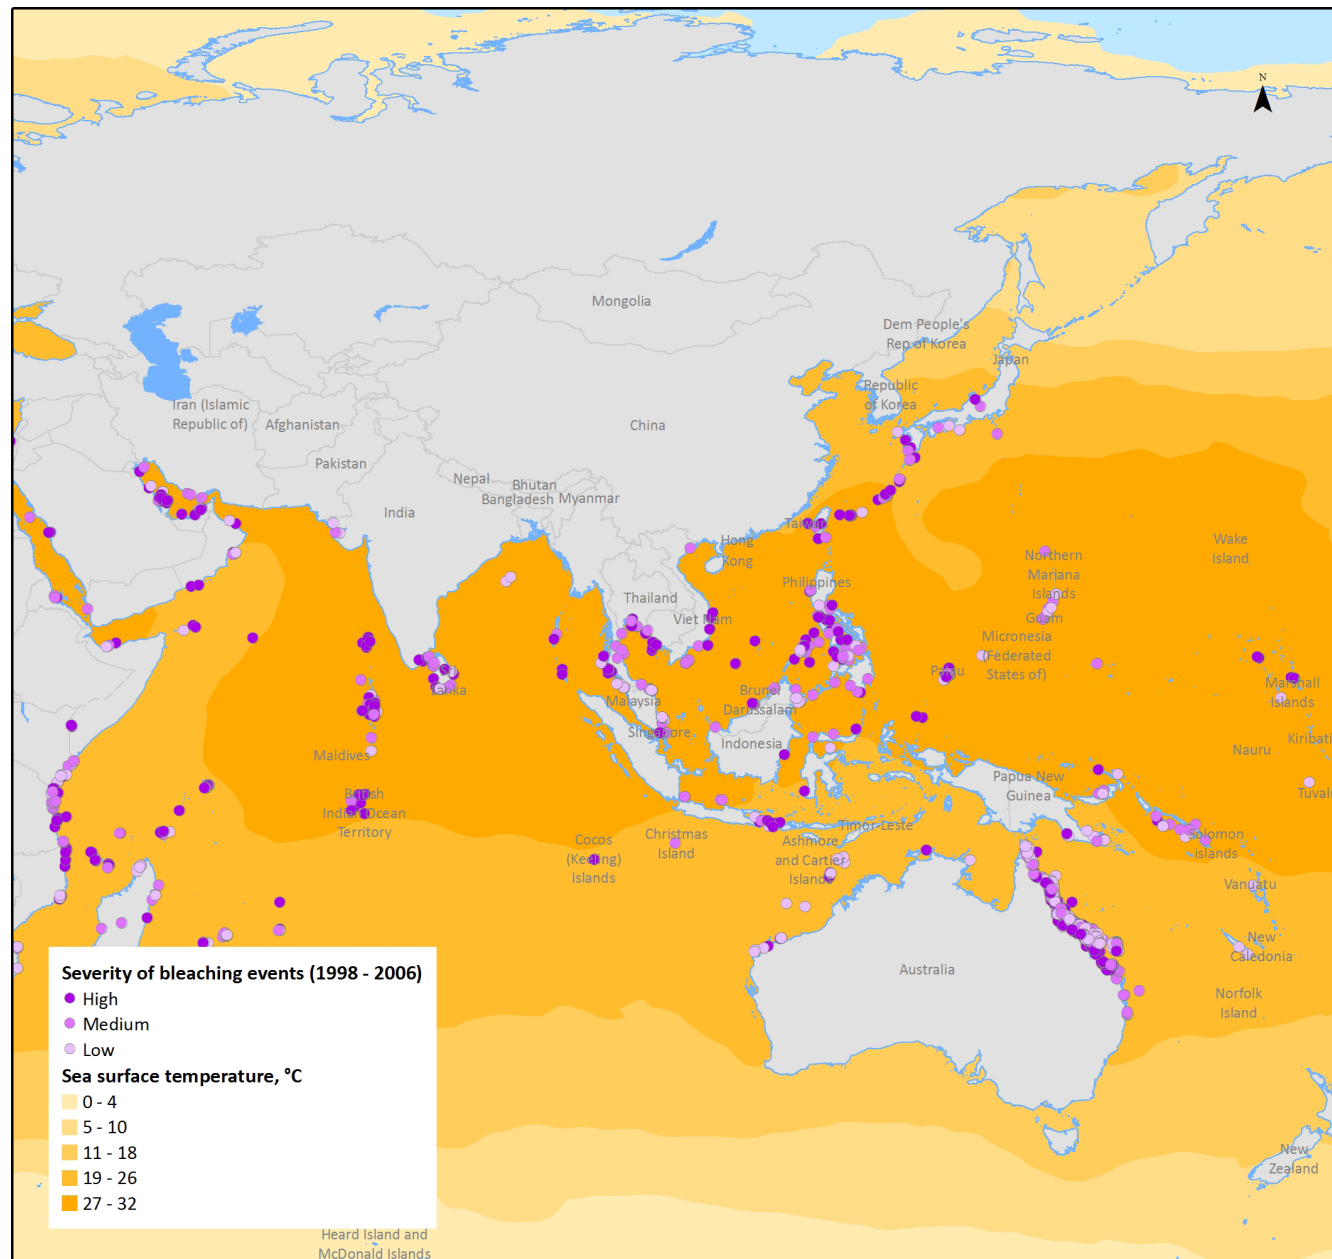 N
Mongolia
Dem People's
Rep of Korea
Japan
Republic
of Korea
Iran (Islamic
Republic of)
Afghanistan
China
Pakistan
Nepal
Bhutan
Bangladesh
Myanmar
India
Taiwan
Hong
Kong
Wake
Island
Northern
Mariana
Islands
Philippines
Thailand
Viet Nam
Guam
Micronesia
(Federated
States of)
Sri
Lanka
Palau
Marshall
Islands
Malaysia
Brunei
Darussalam
Singapore
Indonesia
Maldives
Nauru
Kiribati
Papua New
Guinea
Tuvalu
British
Indian Ocean
Territory
Cocos
(Keeling)
Islands
Christmas
Island
Timor-Leste
Ashmore
and Cartier
Islands
Solomon
islands
Vanuatu
New
Caledonia
Australia
Norfolk
Island
New
Zealand
Severity of bleaching events (1998 - 2006)
High
Medium
Low
Sea surface temperature, °C
0 - 4
5 - 10
11 - 18
19 - 26
27 - 32
Heard Island and
McDonald Islands